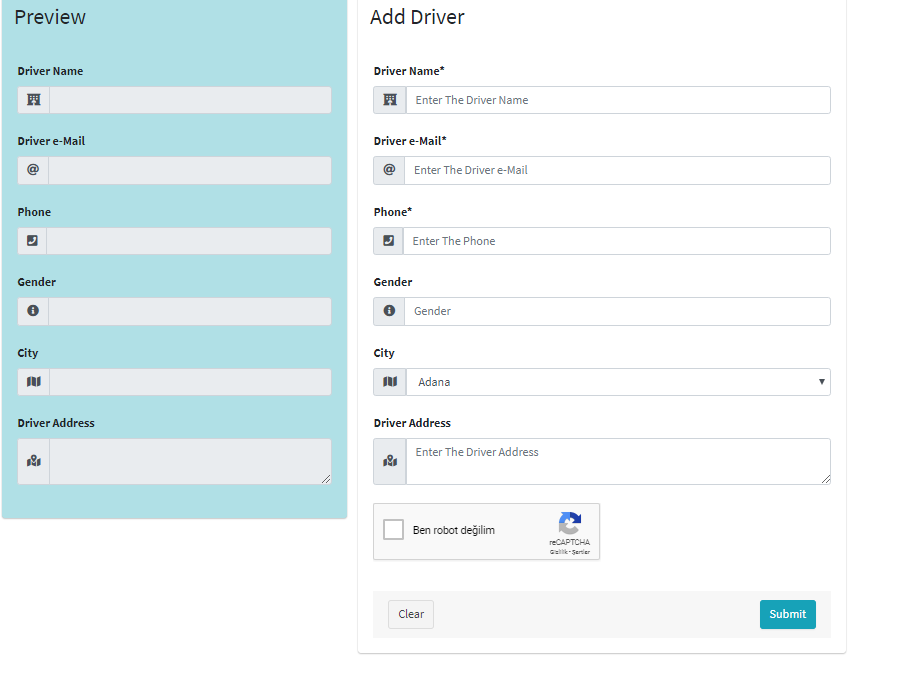 Preview
Driver Name
@
Driver e-Mail
Phone
Gender
City
Driver Address
Add Driver
Driver Name*
Enter The Driver Name
Driver e-Mail*
@
Enter The Driver e-Mail
Phone*
Enter The Phone
Gender
Gender
City
Adana
Driver Address
Enter The Driver Address
Ben robot değilim
reCAPTCHA
Gizlilik - Şartlar
Clear
Submit